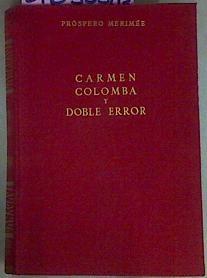 PRÓSPERO MERIMÉE
CARMEN
COLOMBA
Y
DOBLE ERROR